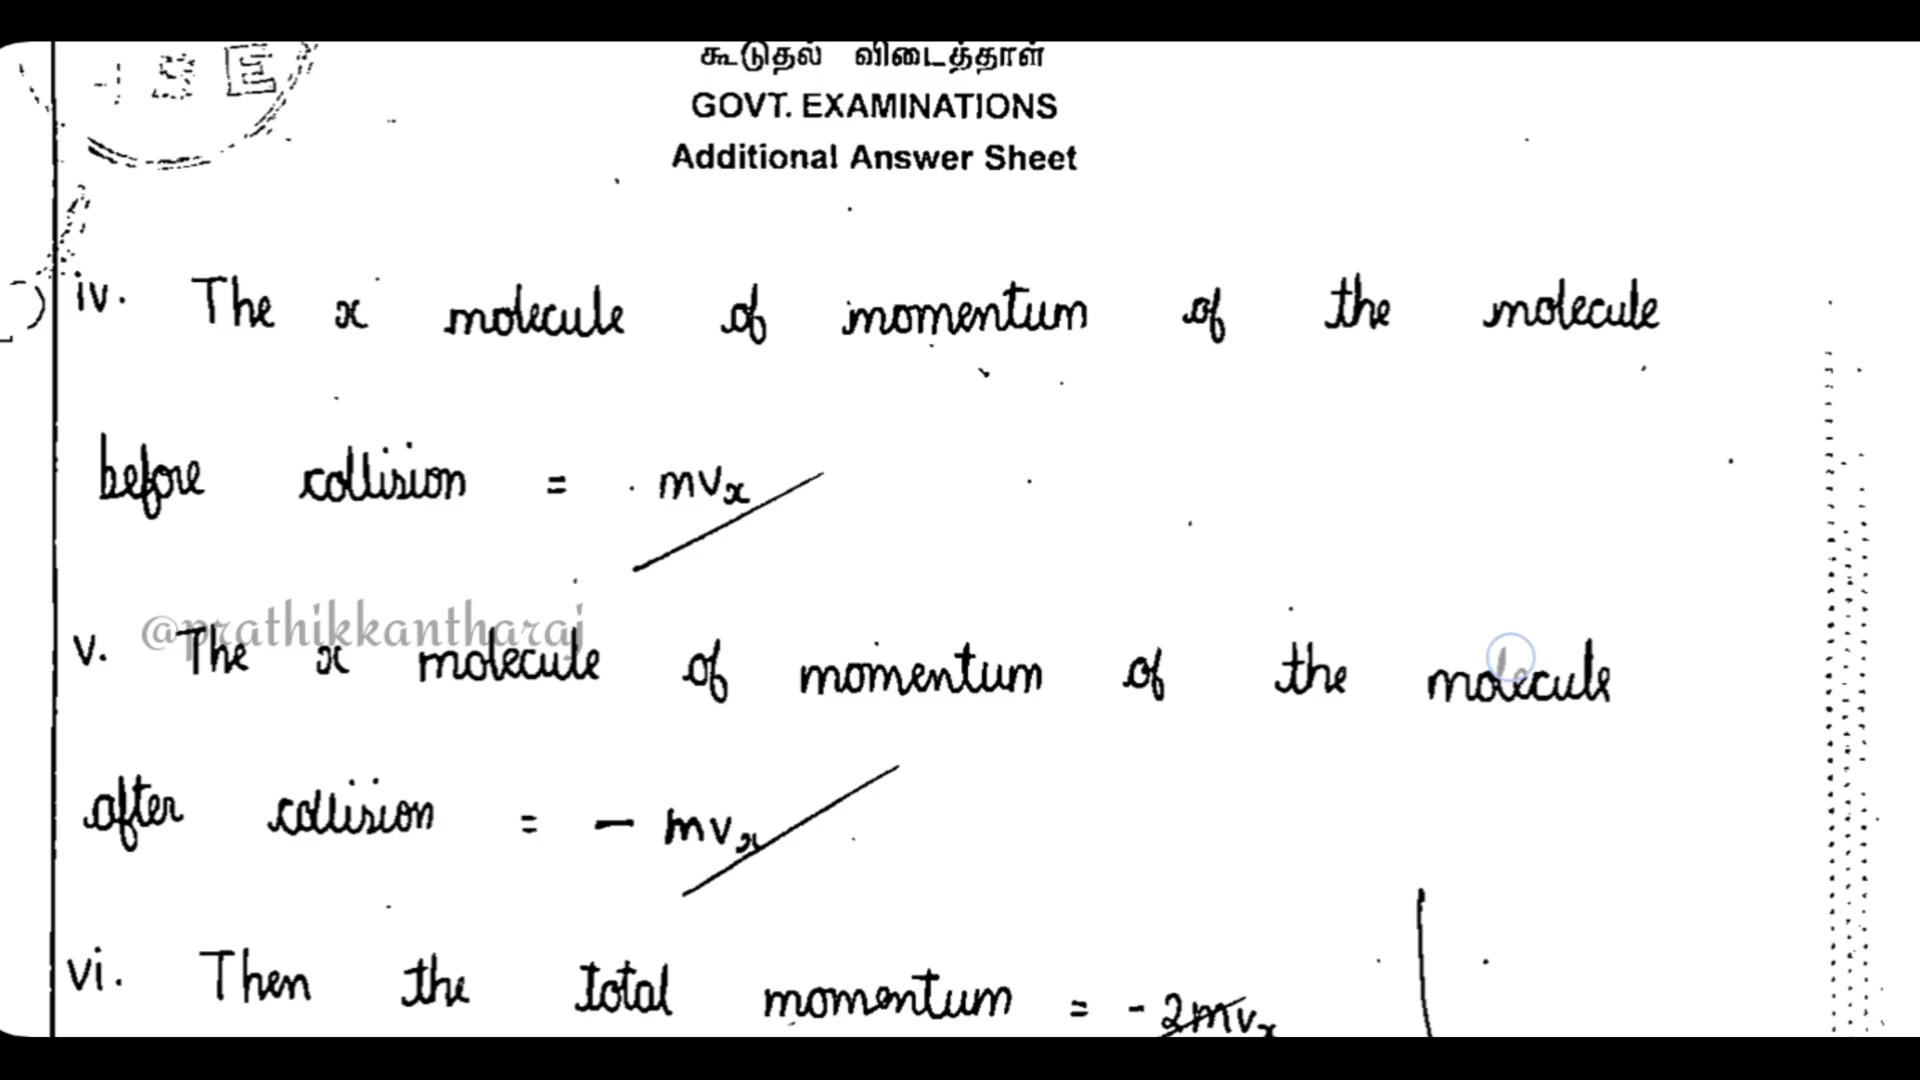 HSE
கூடுதல் விடைத்தாள்
GOVT. EXAMINATIONS
Additional Answer Sheet
iv. The x molecule of momentum of the molecule
before collision = mvx
@prathikkantharaj
v. The x molecule of momentum of the molecule
after collision = - mvx
vi. Then the total momentum = -2mvx